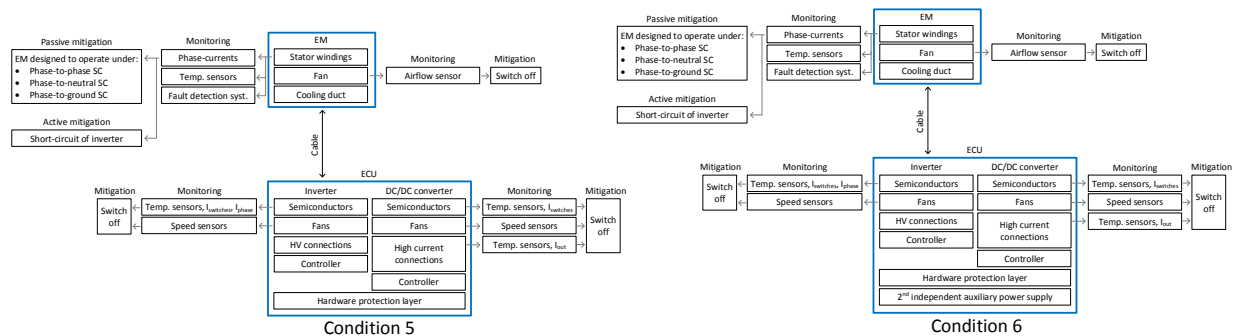 EM
Passive mitigation
Monitoring
EM designed to operate under:
• Phase-to-phase SC
• Phase-to-neutral SC
• Phase-to-ground SC
Phase-currents
Temp. sensors
Fault detection syst.
Stator windings
Fan
Cooling duct
Monitoring
Airflow sensor
Mitigation
Switch off
Active mitigation
Short-circuit of inverter
Cable
ECU
Mitigation
Switch
off
Monitoring
Temp. sensors, Iswitches, Iphase
Speed sensors
Inverter
Semiconductors
Fans
HV connections
Controller
DC/DC converter
Semiconductors
Fans
High current
connections
Controller
Hardware protection layer
Monitoring
Temp. sensors, Iswitches
Speed sensors
Temp. sensors, Iout
Mitigation
Switch
off
Condition 5
EM
Passive mitigation
Monitoring
EM designed to operate under:
• Phase-to-phase SC
• Phase-to-neutral SC
• Phase-to-ground SC
Phase-currents
Temp. sensors
Fault detection syst.
Stator windings
Fan
Cooling duct
Monitoring
Airflow sensor
Mitigation
Switch off
Active mitigation
Short-circuit of inverter
Cable
ECU
Mitigation
Switch
off
Monitoring
Temp. sensors, Iswitches, Iphase
Speed sensors
Inverter
Semiconductors
Fans
HV connections
Controller
DC/DC converter
Semiconductors
Fans
High current
connections
Controller
Hardware protection layer
2nd independent auxiliary power supply
Monitoring
Temp. sensors, Iswitches
Speed sensors
Temp. sensors, Iout
Mitigation
Switch
off
Condition 6